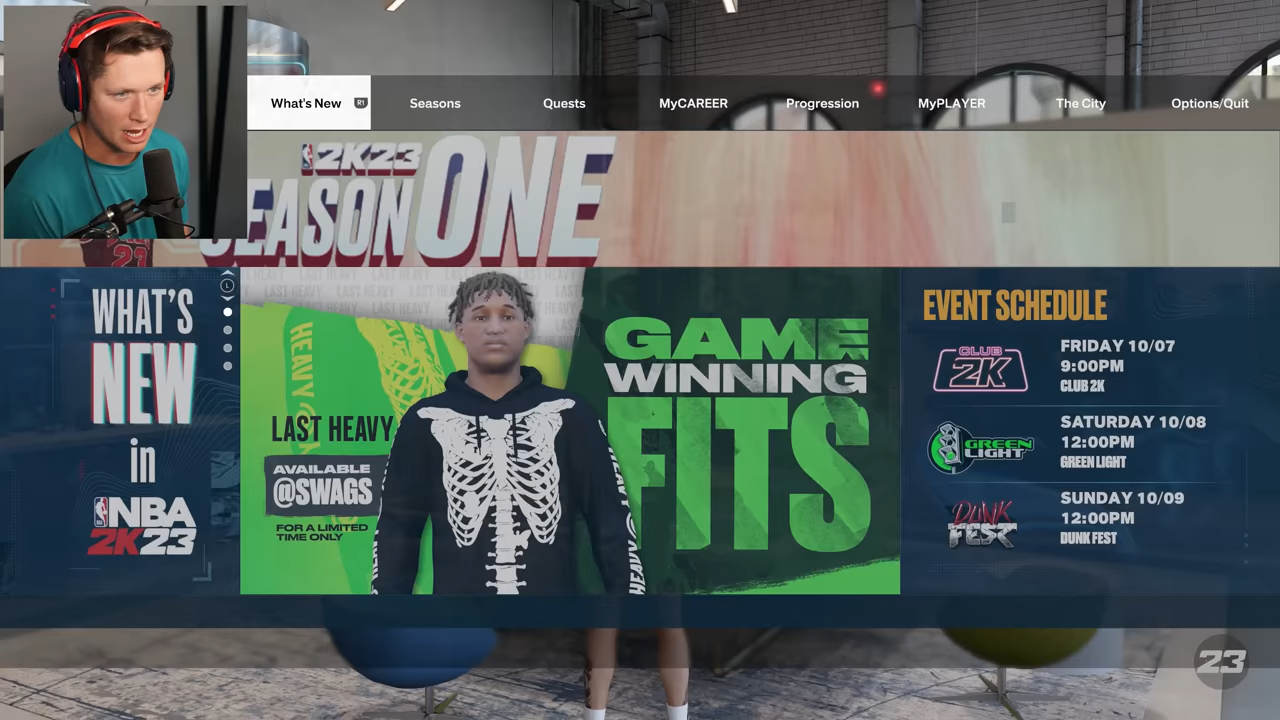 What's New R1 Seasons Quests MyCAREER Progression MyPLAYER The City Options/Quit
2K23
SEASON ONE
21
WHAT'S
NEW
in
NBA
2K23
L
LAST HEAVY
AVAILABLE
@SWAGS
FOR A LIMITED
TIME ONLY
GAME
WINNING
FITS
EVENT SCHEDULE
CLUB
2K
FRIDAY 10/07
9:00PM
CLUB 2K
GREEN
LIGHT
SATURDAY 10/08
12:00PM
GREEN LIGHT
DUNK
FEST
SUNDAY 10/09
12:00PM
DUNK FEST
23